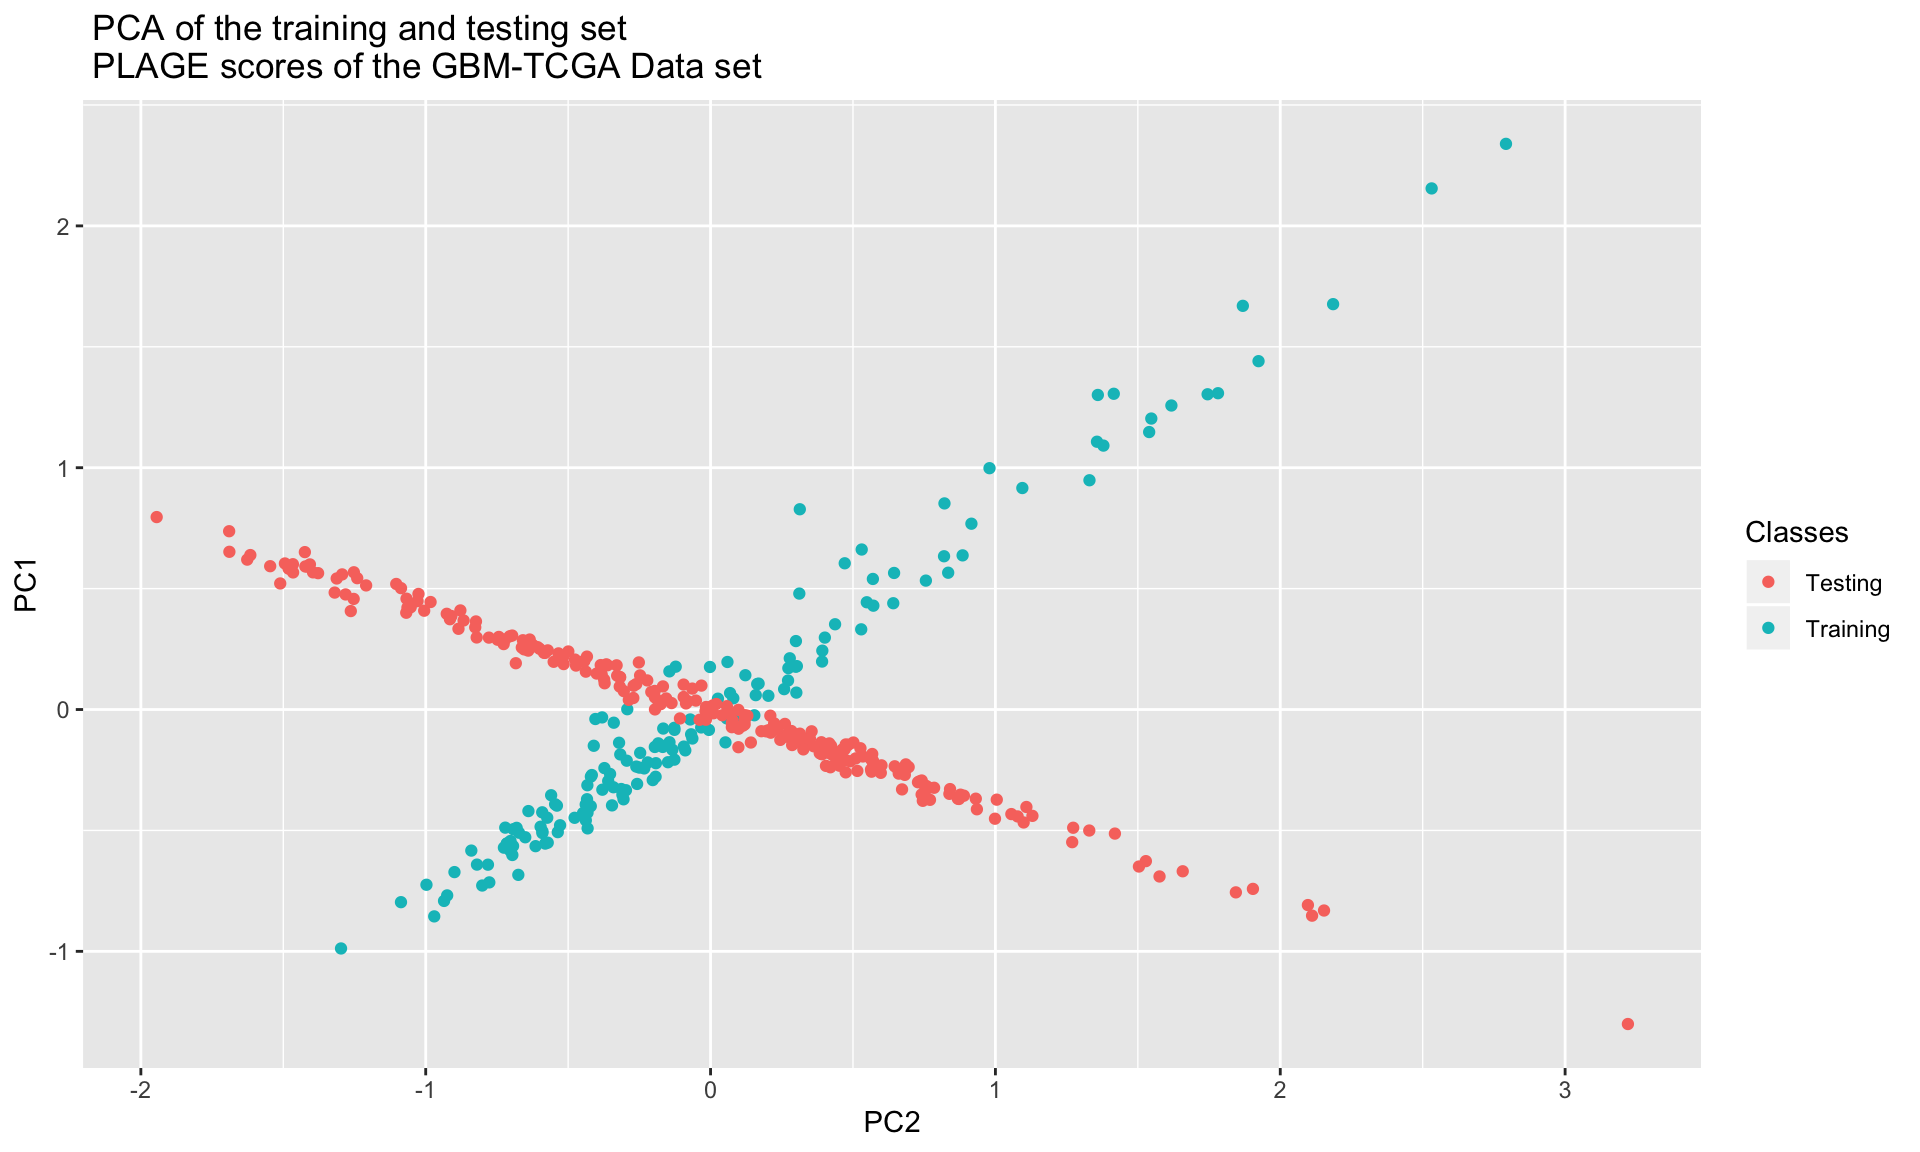 PCA of the training and testing set
PLAGE scores of the GBM-TCGA Data set
PC1
2
1
0
-1
-2
-1
0
1
2
3
PC2
Classes
Testing
Training